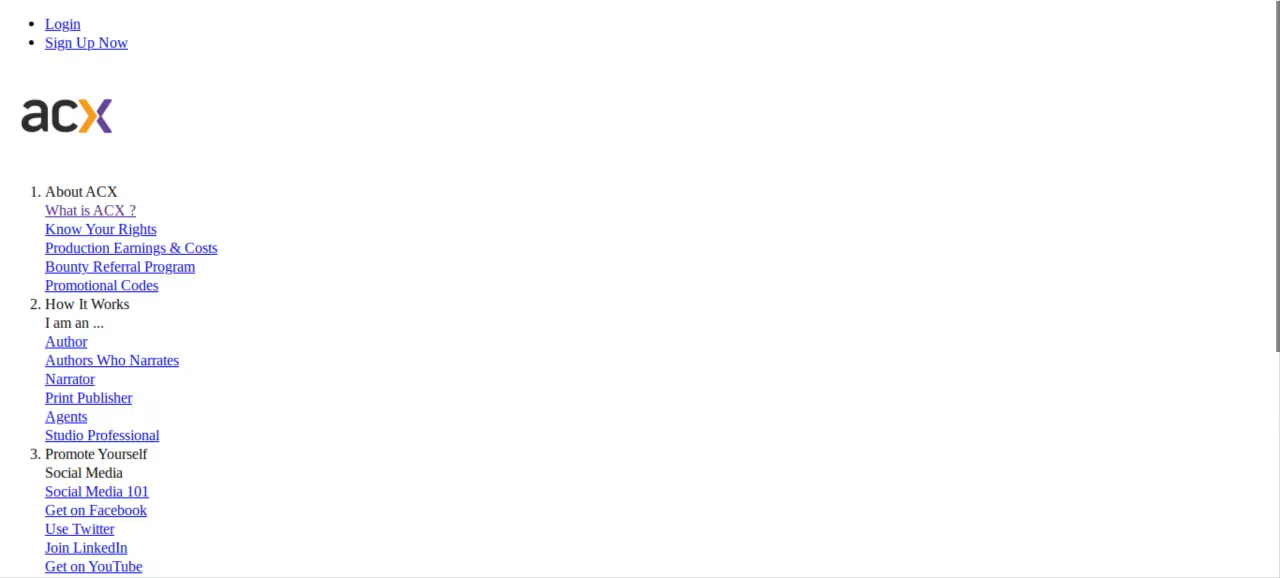 Login
Sign Up Now
acx
1. About ACX
What is ACX ?
Know Your Rights
Production Earnings & Costs
Bounty Referral Program
Promotional Codes
2. How It Works
I am an ...
Author
Authors Who Narrates
Narrator
Print Publisher
Agents
Studio Professional
3. Promote Yourself
Social Media
Social Media 101
Get on Facebook
Use Twitter
Join LinkedIn
Get on YouTube